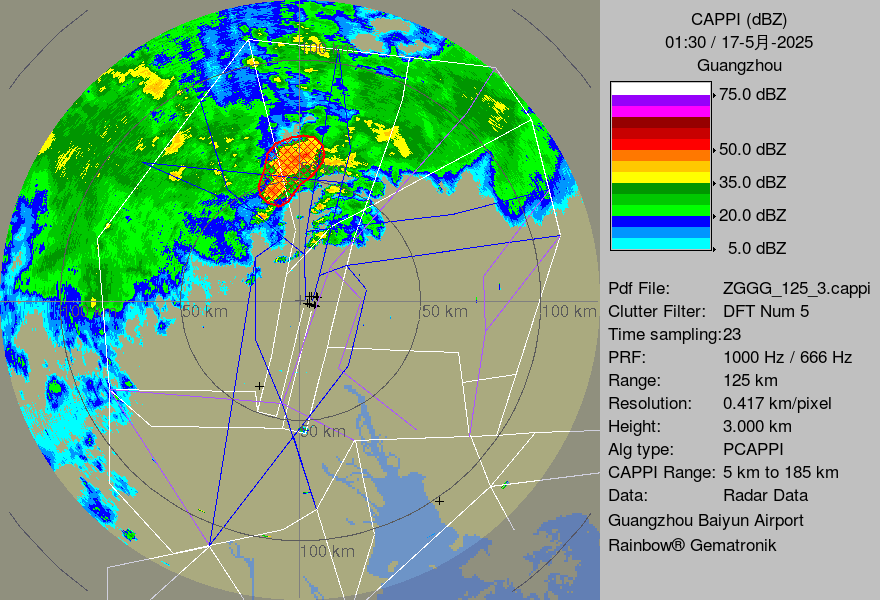 CAPPI (dBZ)
01:30 / 17-5月-2025
Guangzhou
75.0 dBZ
50.0 dBZ
35.0 dBZ
20.0 dBZ
5.0 dBZ
Pdf File: ZGGG_125_3.cappi
Clutter Filter: DFT Num 5
Time sampling:23
PRF: 1000 Hz / 666 Hz
Range: 125 km
Resolution: 0.417 km/pixel
Height: 3.000 km
Alg type: PCAPPI
CAPPI Range: 5 km to 185 km
Data: Radar Data
Guangzhou Baiyun Airport
Rainbow® Gematronik
50 km
50 km
100 km
50 km
100 km